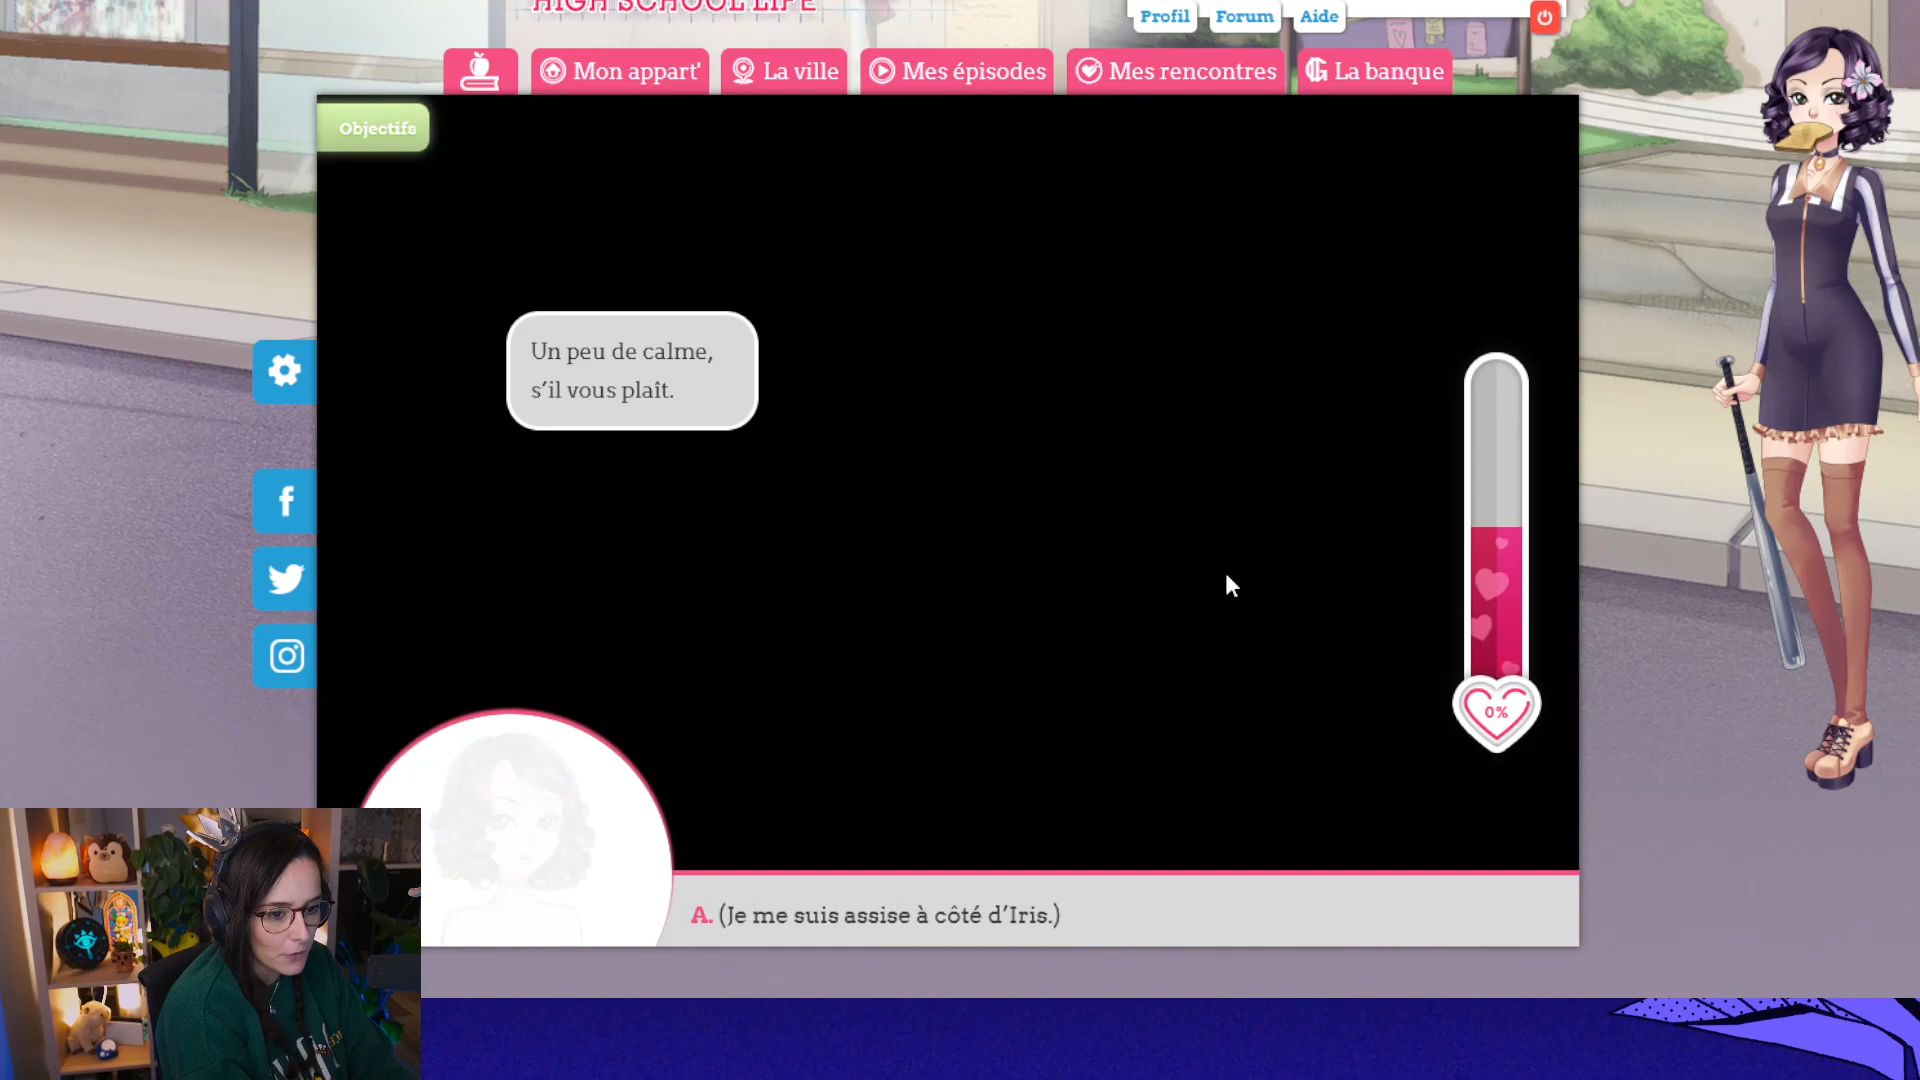 HIGH SCHOOL LIFE
Profil
Forum
Aide
Mon appart'
La ville
Mes épisodes
Mes rencontres
La banque
Objectifs
Un peu de calme,
s'il vous plaît.
0%
A. (Je me suis assise à côté d'Iris.)